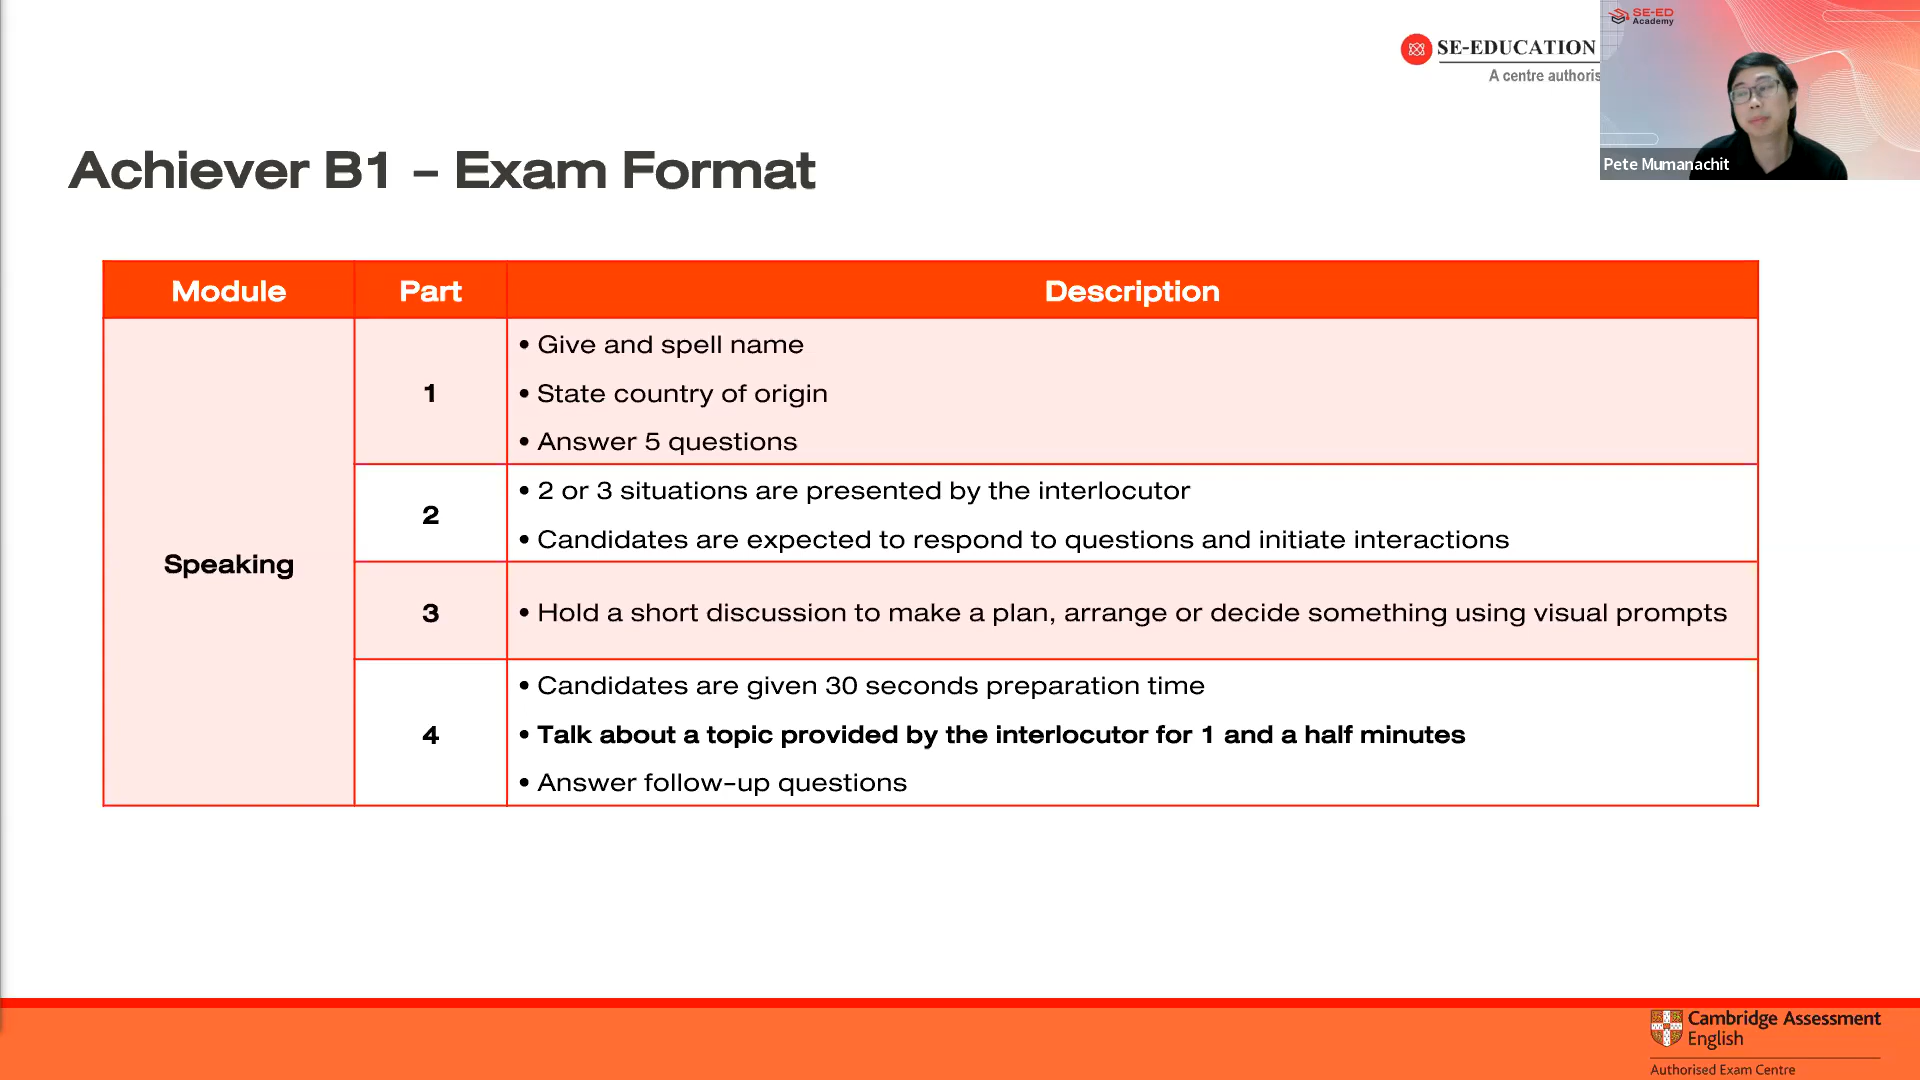 SE-ED
Academy
SE-EDUCATION
A centre authoris
Pete Mumanachit
Achiever B1 – Exam Format
Module Part Description
Speaking
1
• Give and spell name
• State country of origin
• Answer 5 questions
2
• 2 or 3 situations are presented by the interlocutor
• Candidates are expected to respond to questions and initiate interactions
3
• Hold a short discussion to make a plan, arrange or decide something using visual prompts
4
• Candidates are given 30 seconds preparation time
• Talk about a topic provided by the interlocutor for 1 and a half minutes
• Answer follow-up questions
Cambridge Assessment
English
Authorised Exam Centre